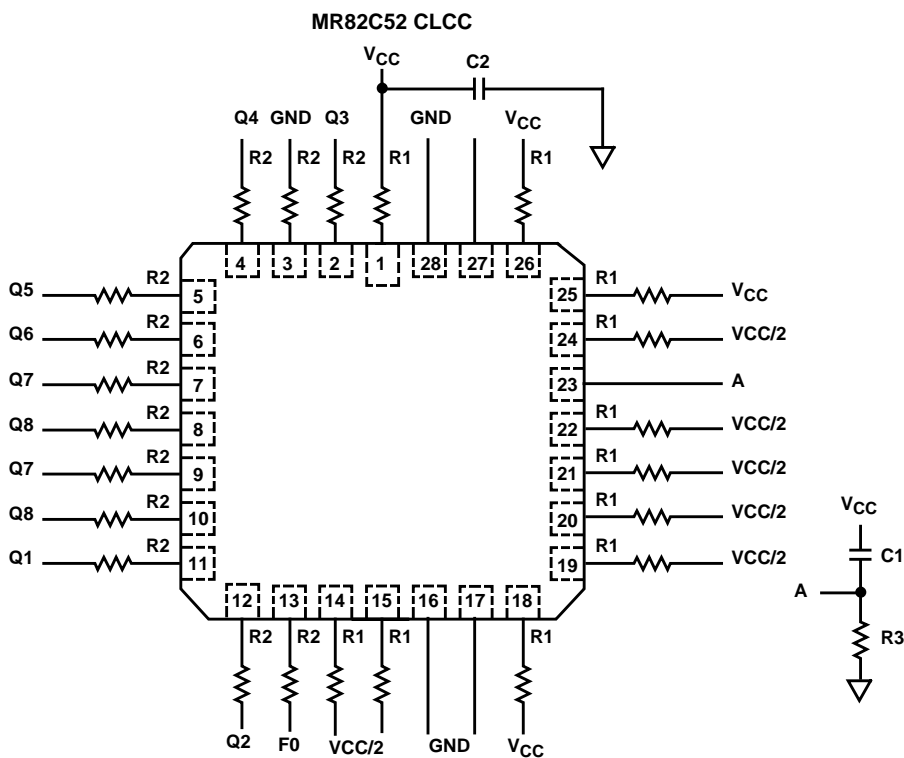 MR82C52 CLCC
VCC C2
Q4 GND Q3 GND VCC
R2 R2 R2 R1 R1
4 3 2 1 28 27 26
Q5 R2 5 25 R1 VCC
Q6 R2 6 24 R1 VCC/2
Q7 R2 7 23 A
Q8 R2 8 22 R1 VCC/2
Q7 R2 9 21 R1 VCC/2
Q8 R2 10 20 R1 VCC/2
Q1 R2 11 19 R1 VCC/2
12 13 14 15 16 17 18
R2 R2 R1 R1 R1
Q2 F0 VCC/2 GND VCC
VCC
C1
A
R3